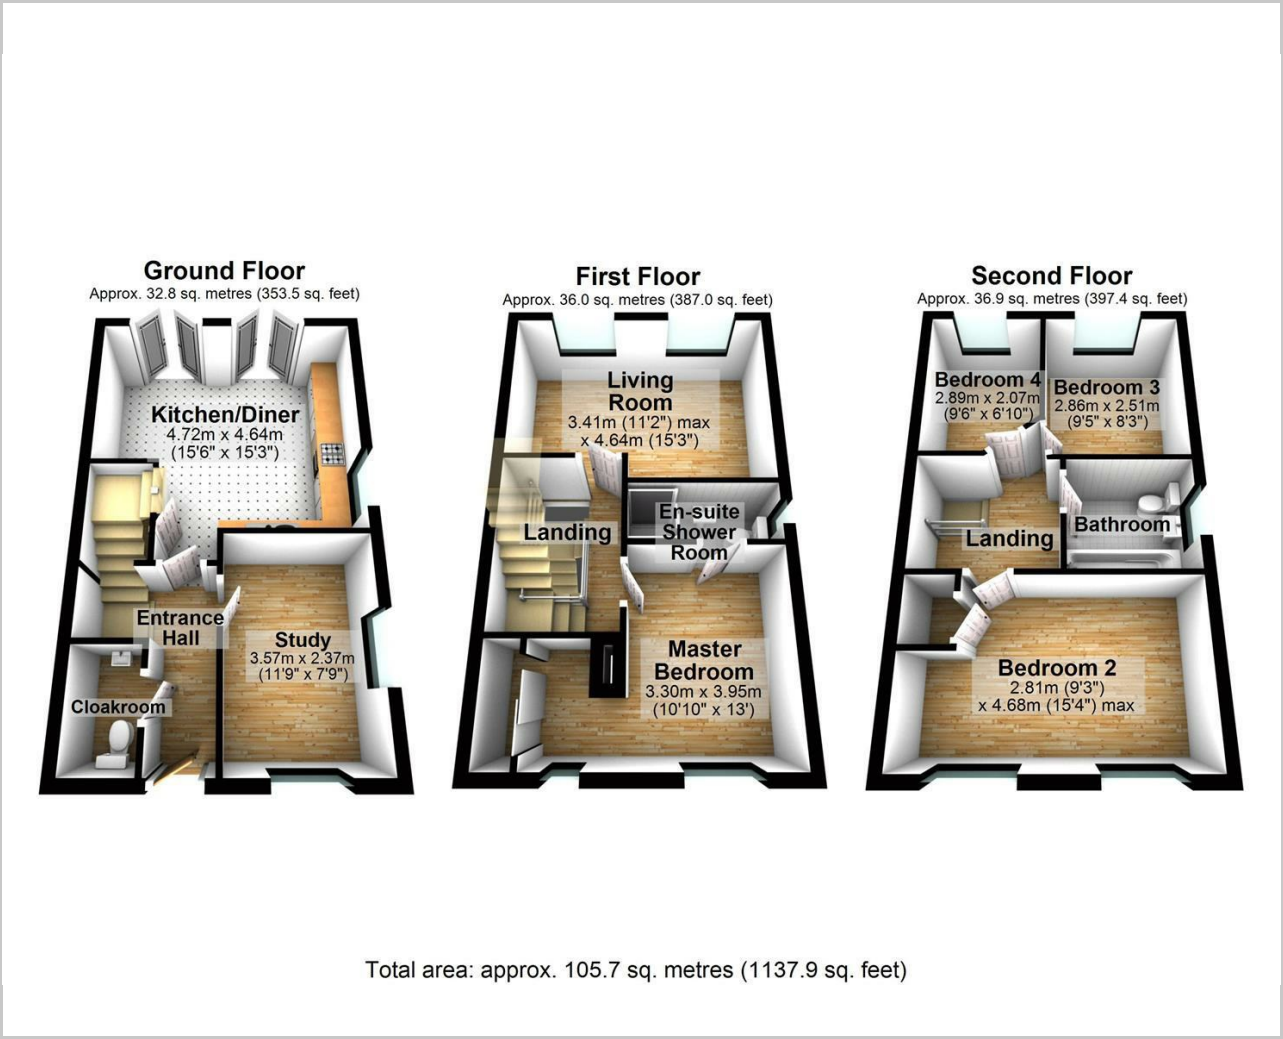 Ground Floor
Approx. 32.8 sq. metres (353.5 sq. feet)
Kitchen/Diner
4.72m x 4.64m
(15'6" x 15'3")
Entrance
Hall
Study
3.57m x 2.37m
(11'9" x 7'9")
Cloakroom
First Floor
Approx. 36.0 sq. metres (387.0 sq. feet)
Living
Room
3.41m (11'2") max
x 4.64m (15'3")
Landing
En-suite
Shower
Room
Master
Bedroom
3.30m x 3.95m
(10'10" x 13')
Second Floor
Approx. 36.9 sq. metres (397.4 sq. feet)
Bedroom 4
2.89m x 2.07m
(9'6" x 6'10")
Bedroom 3
2.86m x 2.51m
(9'5" x 8'3")
Landing
Bathroom
Bedroom 2
2.81m (9'3")
x 4.68m (15'4") max
Total area: approx. 105.7 sq. metres (1137.9 sq. feet)